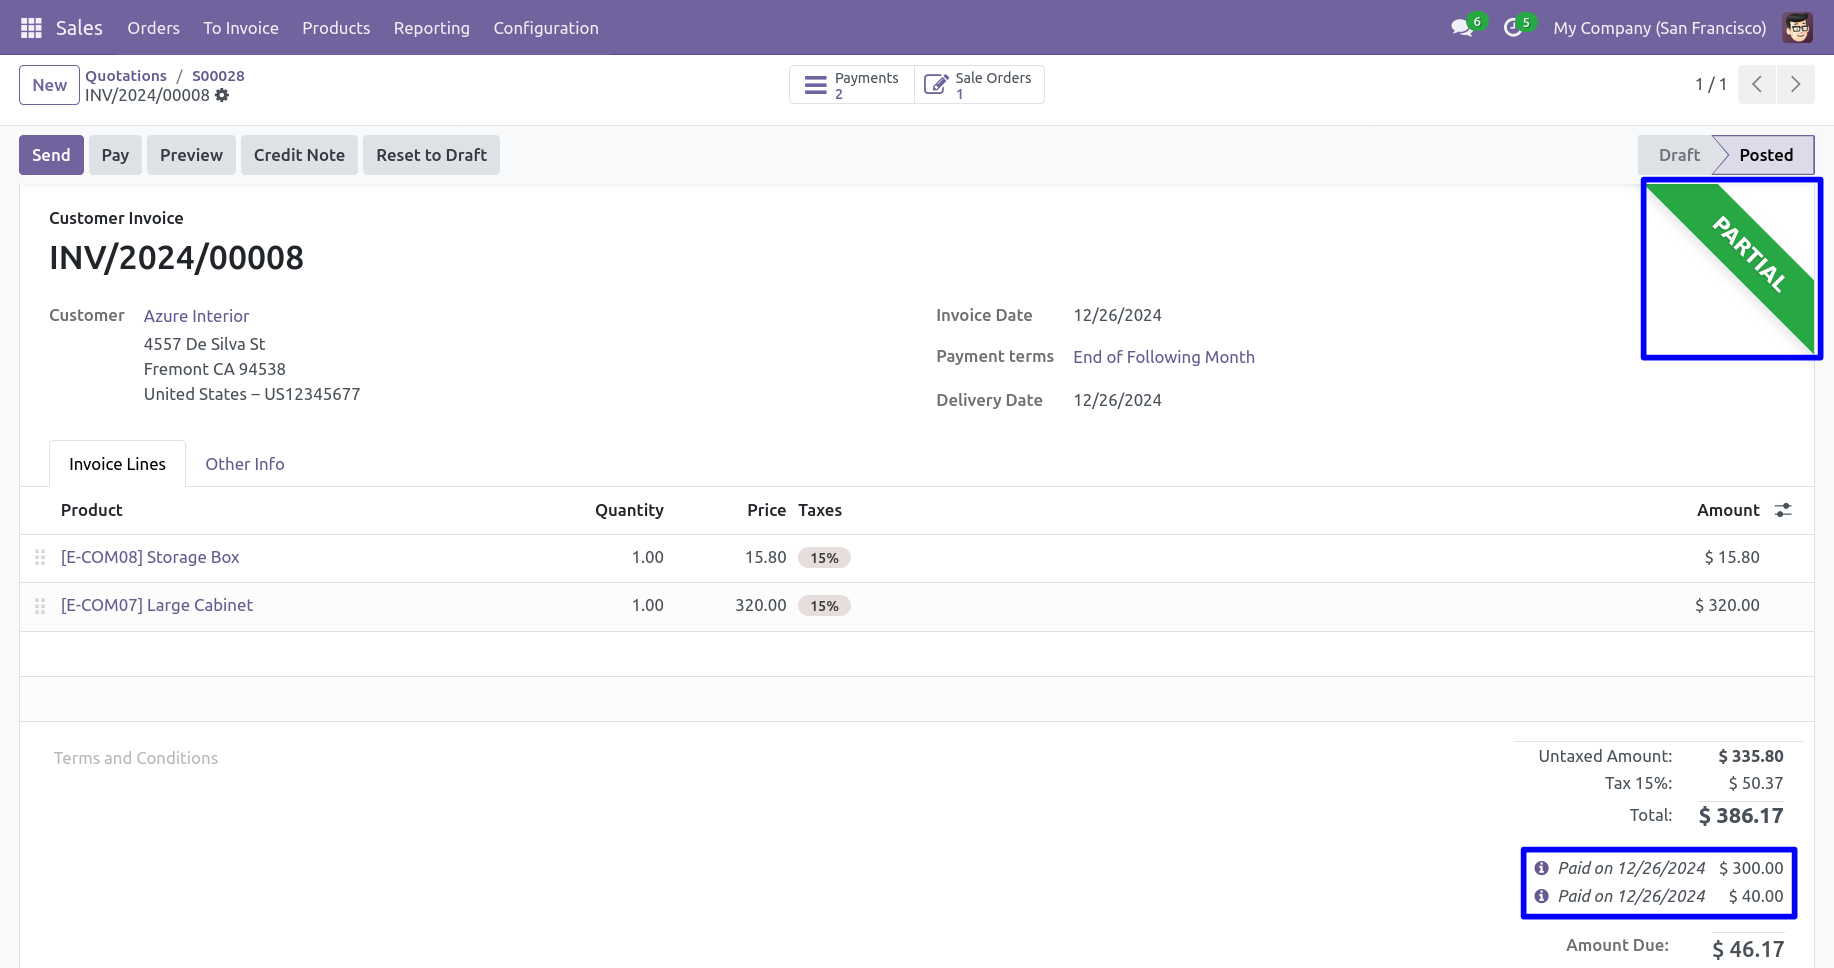 Sales Orders To Invoice Products Reporting Configuration 6 5 My Company (San Francisco)
New Quotations / S00028
INV/2024/00008
Payments 2 Sale Orders 1
1 / 1
Send Pay Preview Credit Note Reset to Draft Draft Posted
PARTIAL
Customer Invoice
INV/2024/00008
Customer Azure Interior
4557 De Silva St
Fremont CA 94538
United States – US12345677
Invoice Date 12/26/2024
Payment terms End of Following Month
Delivery Date 12/26/2024
Invoice Lines Other Info
Product Quantity Price Taxes Amount
[E-COM08] Storage Box 1.00 15.80 15% $ 15.80
[E-COM07] Large Cabinet 1.00 320.00 15% $ 320.00
Terms and Conditions
Untaxed Amount: $ 335.80
Tax 15%: $ 50.37
Total: $ 386.17
Paid on 12/26/2024 $ 300.00
Paid on 12/26/2024 $ 40.00
Amount Due: $ 46.17